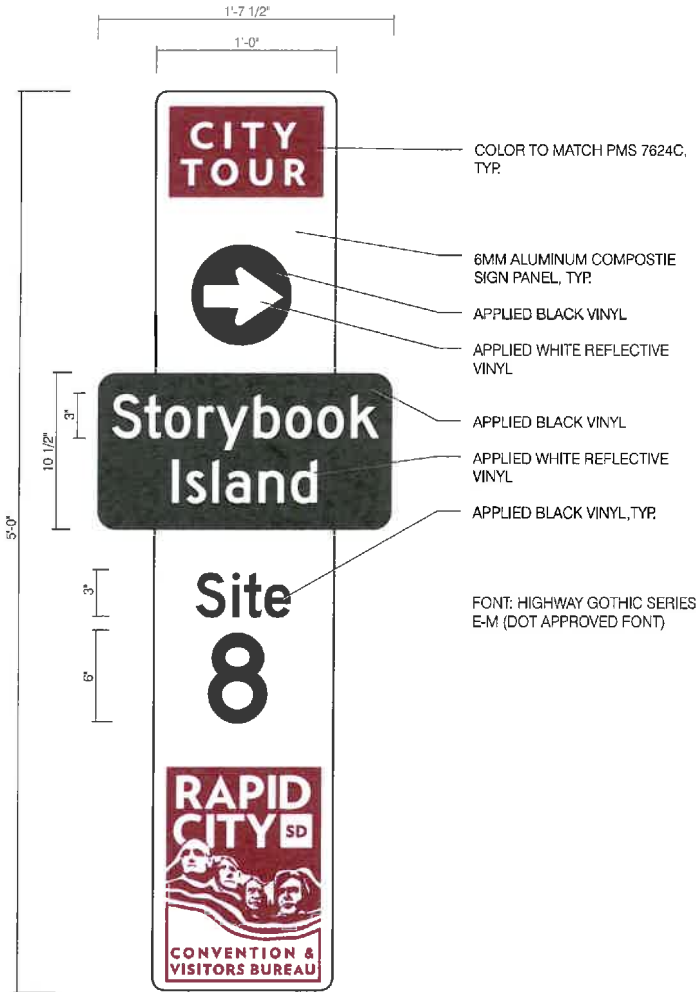 1'-7 1/2"
1'-0"
CITY
TOUR
COLOR TO MATCH PMS 7624C,
TYP.
6MM ALUMINUM COMPOSTIE
SIGN PANEL, TYP.
APPLIED BLACK VINYL
APPLIED WHITE REFLECTIVE
VINYL
5'-0"
10 1/2"
3"
Storybook
Island
APPLIED BLACK VINYL
APPLIED WHITE REFLECTIVE
VINYL
APPLIED BLACK VINYL,TYP.
3"
Site
6"
8
FONT: HIGHWAY GOTHIC SERIES
E-M (DOT APPROVED FONT)
RAPID
CITY SD
CONVENTION &
VISITORS BUREAU